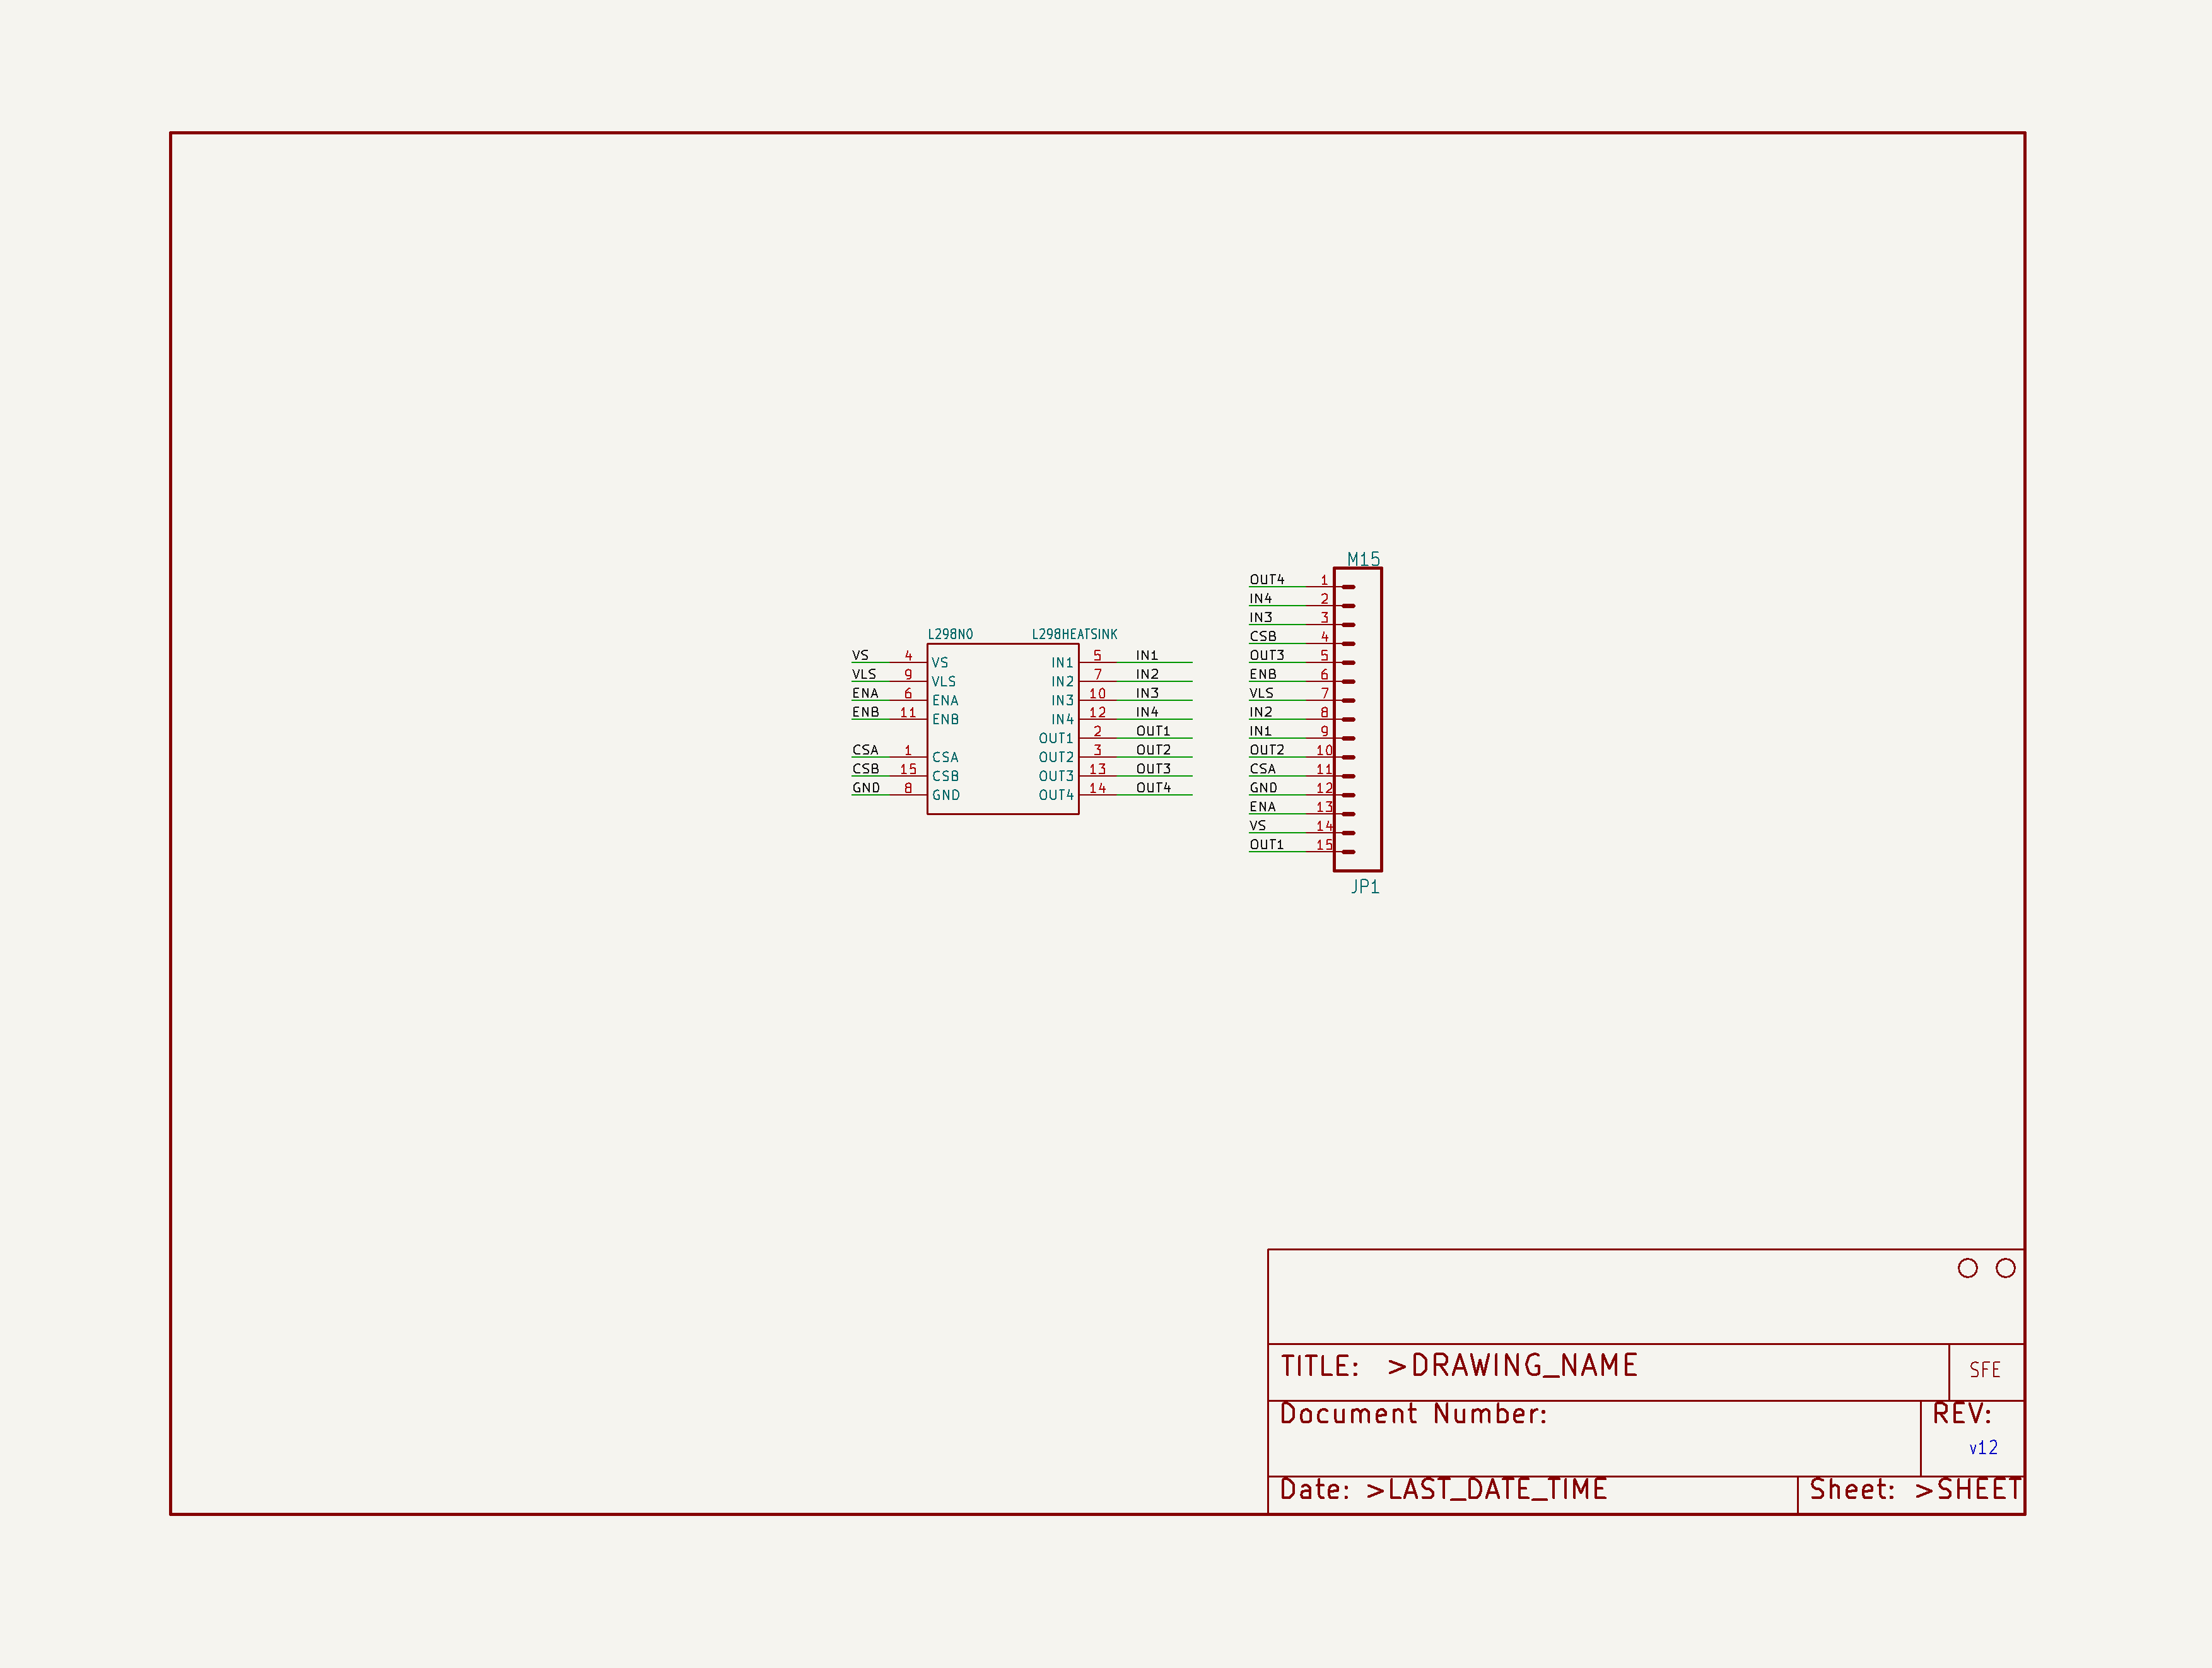 L298N0 L298HEATSINK
VS 4 VS
VLS 9 VLS
ENA 6 ENA
ENB 11 ENB
CSA 1 CSA
CSB 15 CSB
GND 8 GND
IN1 5 IN1
IN2 7 IN2
IN3 10 IN3
IN4 12 IN4
OUT1 2 OUT1
OUT2 3 OUT2
OUT3 13 OUT3
OUT4 14 OUT4
M15
OUT4 1
IN4 2
IN3 3
CSB 4
OUT3 5
ENB 6
VLS 7
IN2 8
IN1 9
OUT2 10
CSA 11
GND 12
ENA 13
VS 14
OUT1 15
JP1
TITLE: >DRAWING_NAME
SFE
Document Number:
REV:
v12
Date: >LAST_DATE_TIME
Sheet: >SHEET